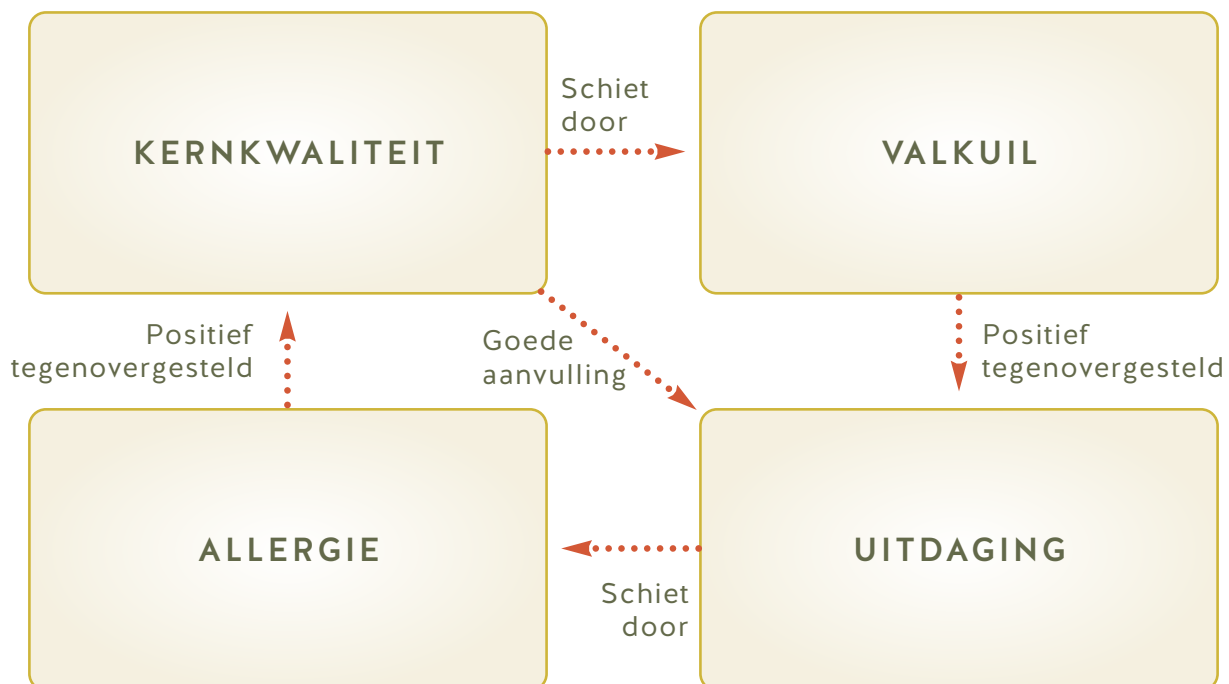 KERNKWALITEIT
Schiet
door
VALKUIL
Positief
tegenovergesteld
Goede
aanvulling
Positief
tegenovergesteld
ALLERGIE
Schiet
door
UITDAGING